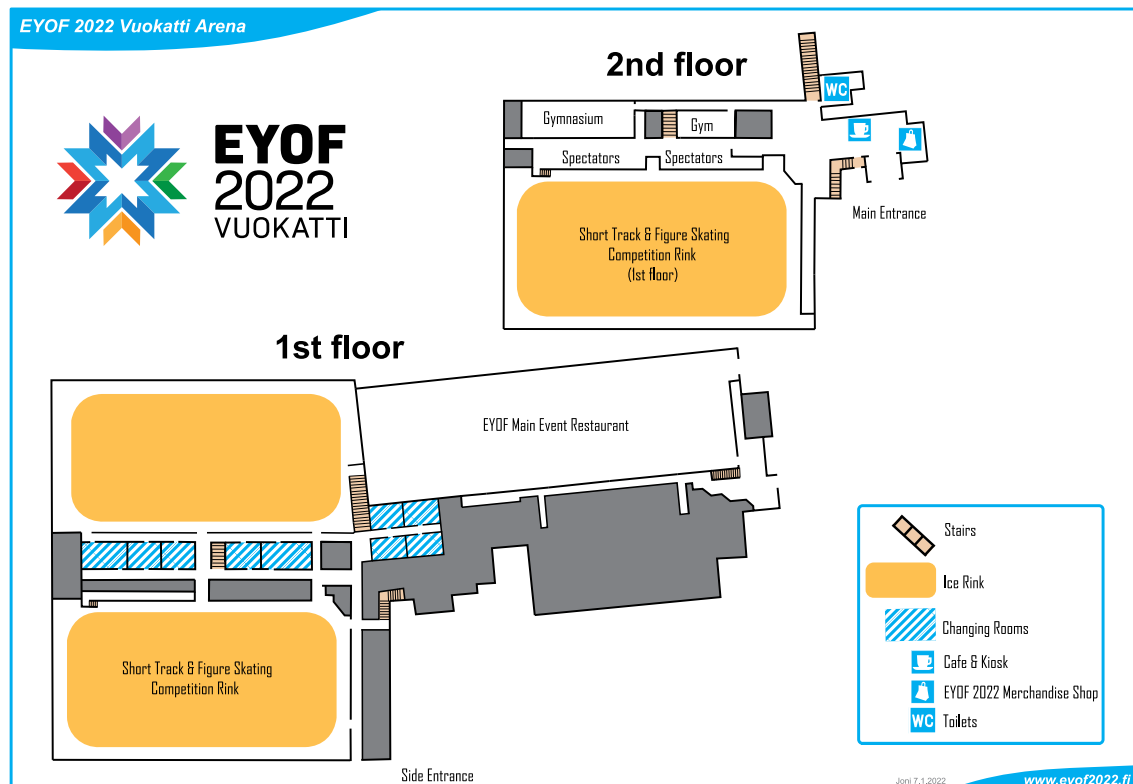 EYOF 2022 Vuokatti Arena
EYOF
2022
VUOKATTI
2nd floor
WC
Gymnasium
Gym
Spectators
Spectators
Main Entrance
Short Track & Figure Skating
Competition Rink
(1st floor)
1st floor
EYOF Main Event Restaurant
Short Track & Figure Skating
Competition Rink
Side Entrance
Stairs
Ice Rink
Changing Rooms
Cafe & Kiosk
EYOF 2022 Merchandise Shop
WC Toilets
Joni 7.1.2022
www.eyof2022.fi